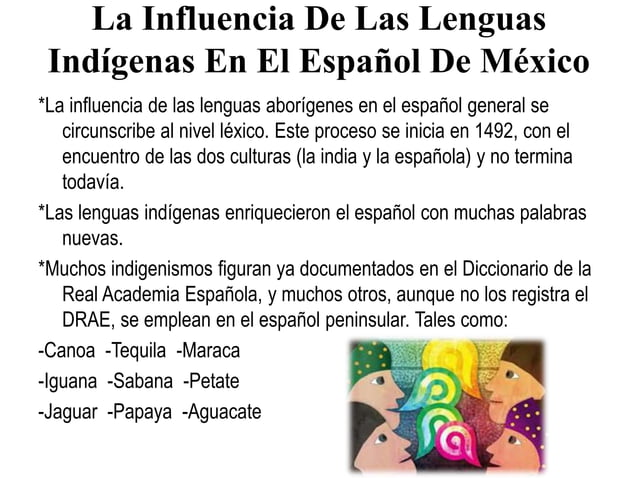 La Influencia De Las Lenguas
Indígenas En El Español De México
*La influencia de las lenguas aborígenes en el español general se
circunscribe al nivel léxico. Este proceso se inicia en 1492, con el
encuentro de las dos culturas (la india y la española) y no termina
todavía.
*Las lenguas indígenas enriquecieron el español con muchas palabras
nuevas.
*Muchos indigenismos figuran ya documentados en el Diccionario de la
Real Academia Española, y muchos otros, aunque no los registra el
DRAE, se emplean en el español peninsular. Tales como:
-Canoa -Tequila -Maraca
-Iguana -Sabana -Petate
-Jaguar -Papaya -Aguacate